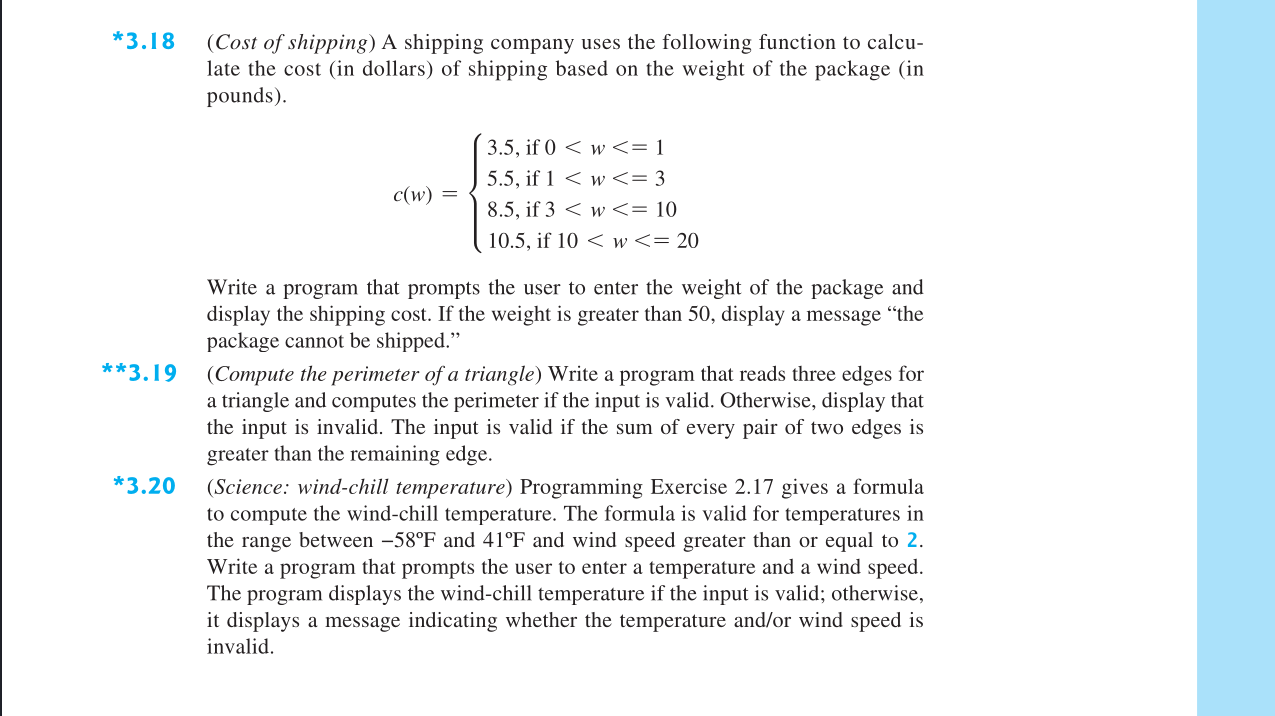 *3.18 (Cost of shipping) A shipping company uses the following function to calcu-
late the cost (in dollars) of shipping based on the weight of the package (in
pounds).
3.5, if 0 < w <= 1
5.5, if 1 < w <= 3
c(w) =
8.5, if 3 < w <= 10
10.5, if 10 < w <= 20
Write a program that prompts the user to enter the weight of the package and
display the shipping cost. If the weight is greater than 50, display a message “the
package cannot be shipped.”
**3.19 (Compute the perimeter of a triangle) Write a program that reads three edges for
a triangle and computes the perimeter if the input is valid. Otherwise, display that
the input is invalid. The input is valid if the sum of every pair of two edges is
greater than the remaining edge.
*3.20 (Science: wind-chill temperature) Programming Exercise 2.17 gives a formula
to compute the wind-chill temperature. The formula is valid for temperatures in
the range between −58ºF and 41ºF and wind speed greater than or equal to 2.
Write a program that prompts the user to enter a temperature and a wind speed.
The program displays the wind-chill temperature if the input is valid; otherwise,
it displays a message indicating whether the temperature and/or wind speed is
invalid.